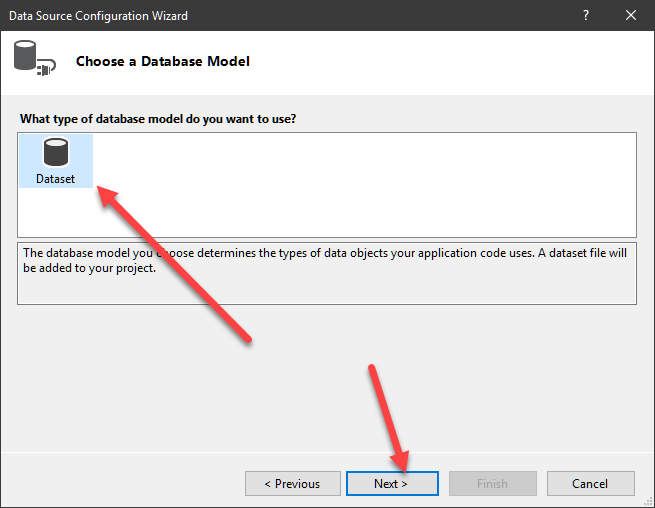 Data Source Configuration Wizard
?
Choose a Database Model
What type of database model do you want to use?
Dataset
The database model you choose determines the types of data objects your application code uses. A dataset file will
be added to your project.
< Previous
Next >
Finish
Cancel